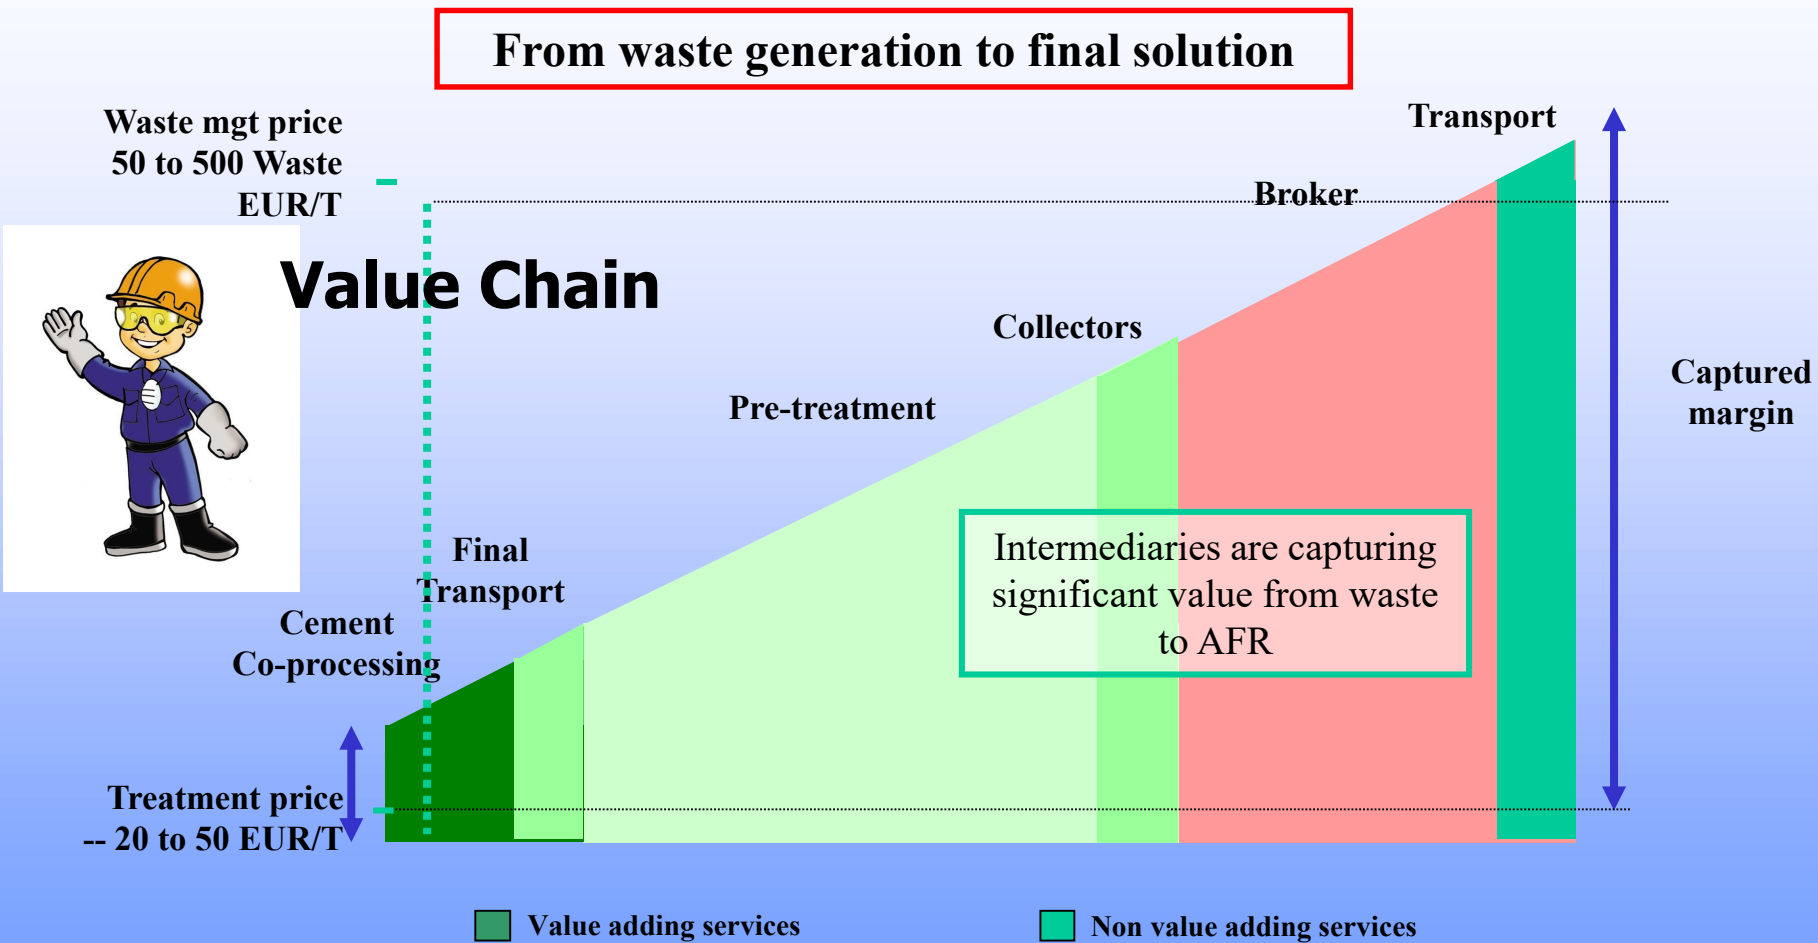 From waste generation to final solution
Waste mgt price
50 to 500 Waste
EUR/T
Transport
Broker
Value Chain
Collectors
Captured
margin
Pre-treatment
Final
Transport
Intermediaries are capturing
significant value from waste
to AFR
Cement
Co-processing
Treatment price
-- 20 to 50 EUR/T
Value adding services
Non value adding services